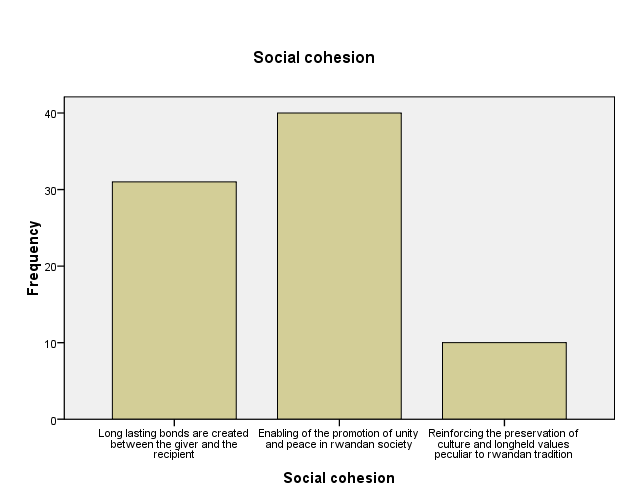 Social cohesion
Frequency
40
30
20
10
0
Long lasting bonds are created
between the giver and the
recipient
Enabling of the promotion of unity
and peace in rwandan society
Reinforcing the preservation of
culture and longheld values
peculiar to rwandan tradition
Social cohesion